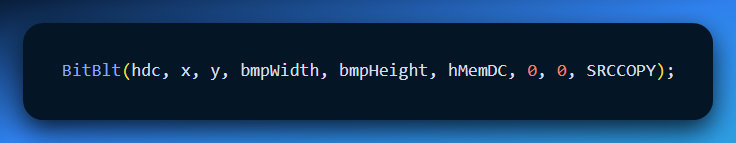 BitBlt(hdc, x, y, bmpWidth, bmpHeight, hMemDC, 0, 0, SRCCOPY);